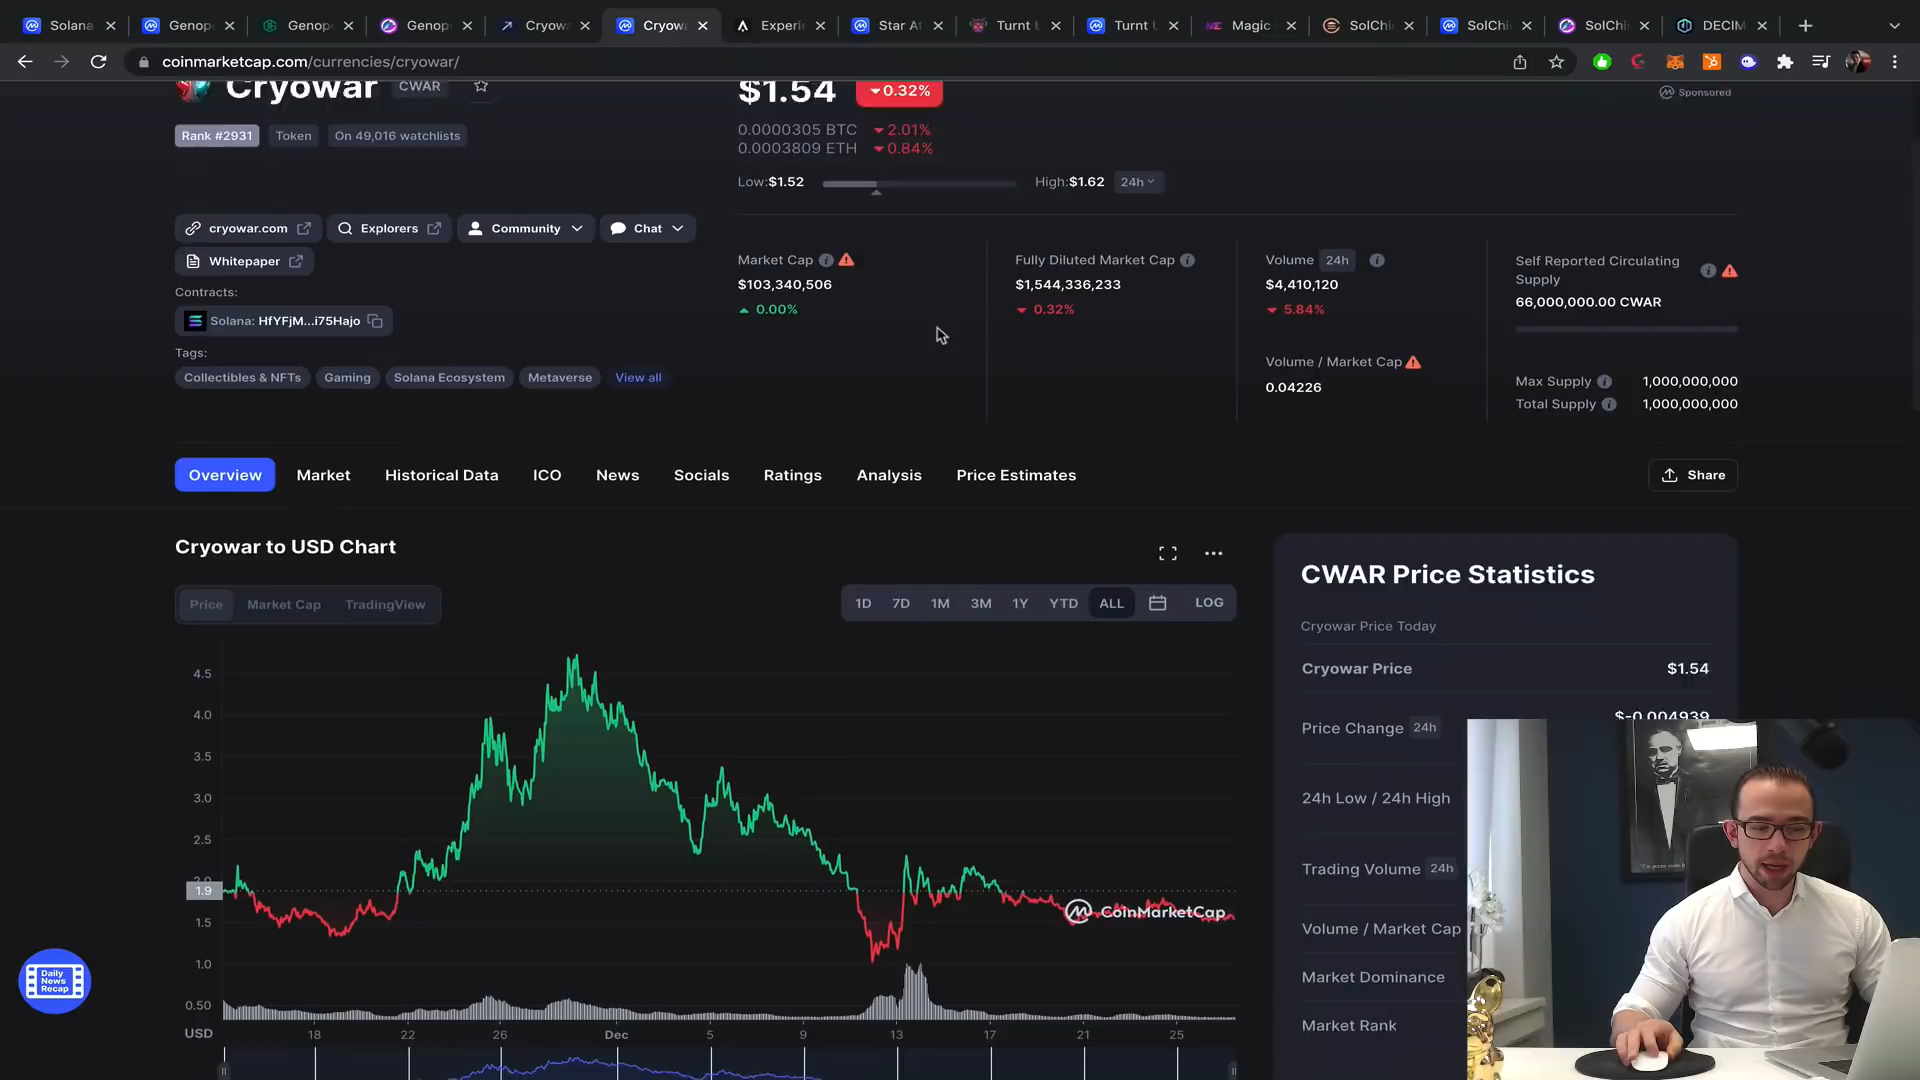 Solana
Genop
Genop
Genop
Cryow
Cryow
Experi
Star A
Turnt
Turnt
Magic
SolChi
SolChi
SolChi
DECIM
coinmarketcap.com/currencies/cryowar/
Cryowar CWAR
$1.54 0.32%
Sponsored
Rank #2931 Token On 49,016 watchlists
0.0000305 BTC 2.01%
0.0003809 ETH 0.84%
Low:$1.52 High:$1.62 24h
cryowar.com Explorers Community Chat
Whitepaper
Contracts:
Solana: HfYFjM...i75Hajo
Tags:
Collectibles & NFTs Gaming Solana Ecosystem Metaverse View all
Market Cap
$103,340,506
0.00%
Fully Diluted Market Cap
$1,544,336,233
0.32%
Volume 24h
$4,410,120
5.84%
Volume / Market Cap
0.04226
Self Reported Circulating
Supply
66,000,000.00 CWAR
Max Supply 1,000,000,000
Total Supply 1,000,000,000
Overview Market Historical Data ICO News Socials Ratings Analysis Price Estimates Share
Cryowar to USD Chart
Price Market Cap TradingView
1D 7D 1M 3M 1Y YTD ALL LOG
4.5
4.0
3.5
3.0
2.5
2.0
1.9
1.5
1.0
0.50
USD
18 22 26 Dec 5 9 13 17 21 25
CoinMarketCap
CWAR Price Statistics
Cryowar Price Today
Cryowar Price $1.54
Price Change 24h $-0.004939
24h Low / 24h High
Trading Volume 24h
Volume / Market Cap
Market Dominance
Market Rank
Daily
News
Recap